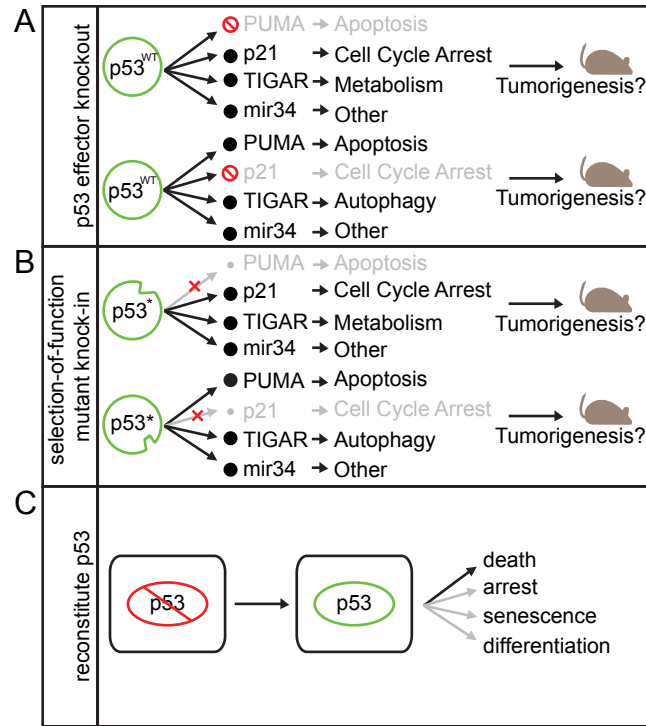 A
p53 effector knockout
p53WT
PUMA Apoptosis
p21 Cell Cycle Arrest
TIGAR Metabolism
mir34 Other
Tumorigenesis?
p53WT
PUMA Apoptosis
p21 Cell Cycle Arrest
TIGAR Autophagy
mir34 Other
Tumorigenesis?
B
selection-of-function
mutant knock-in
p53*
PUMA Apoptosis
p21 Cell Cycle Arrest
TIGAR Metabolism
mir34 Other
Tumorigenesis?
p53*
PUMA Apoptosis
p21 Cell Cycle Arrest
TIGAR Autophagy
mir34 Other
Tumorigenesis?
C
reconstitute p53
p53
p53
death
arrest
senescence
differentiation